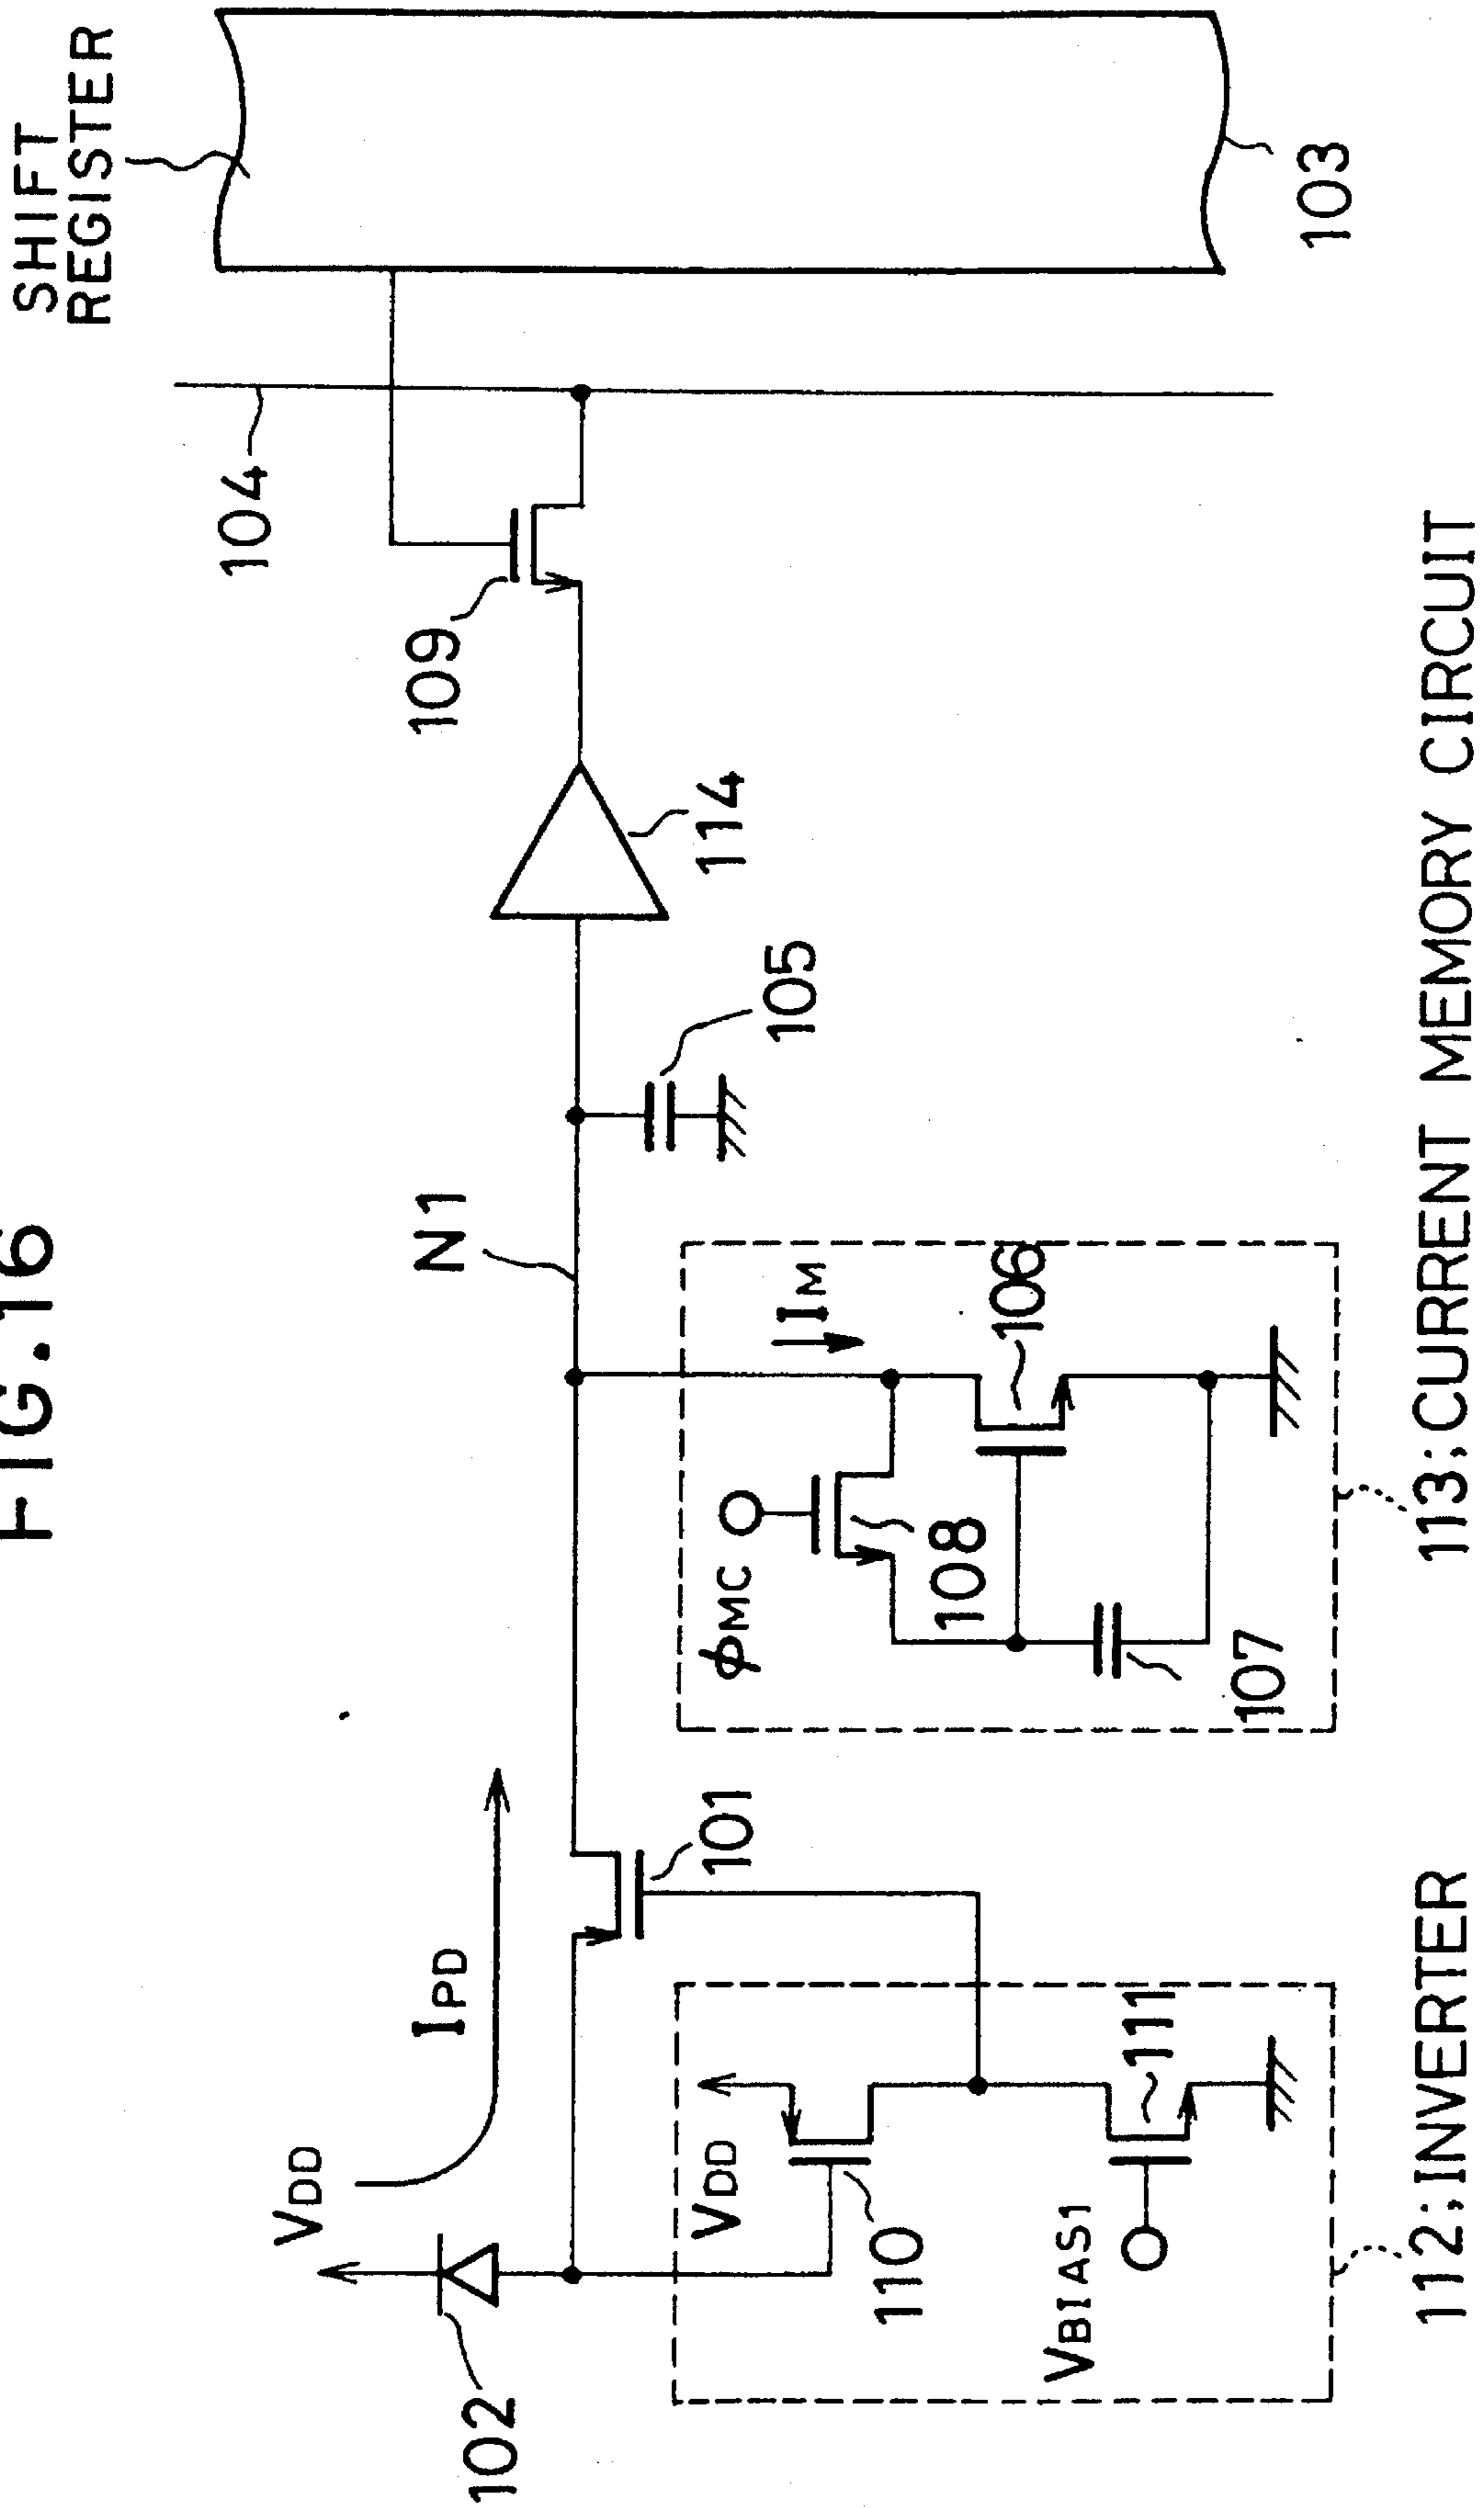 FIG.16
SHIFT
REGISTER
VDD
IPD
N1
109
104
102
101
105
114
VDD
110
VBIAS1
111
φMC
108
107
IM
106
103
112;INVERTER
113;CURRENT MEMORY CIRCUIT